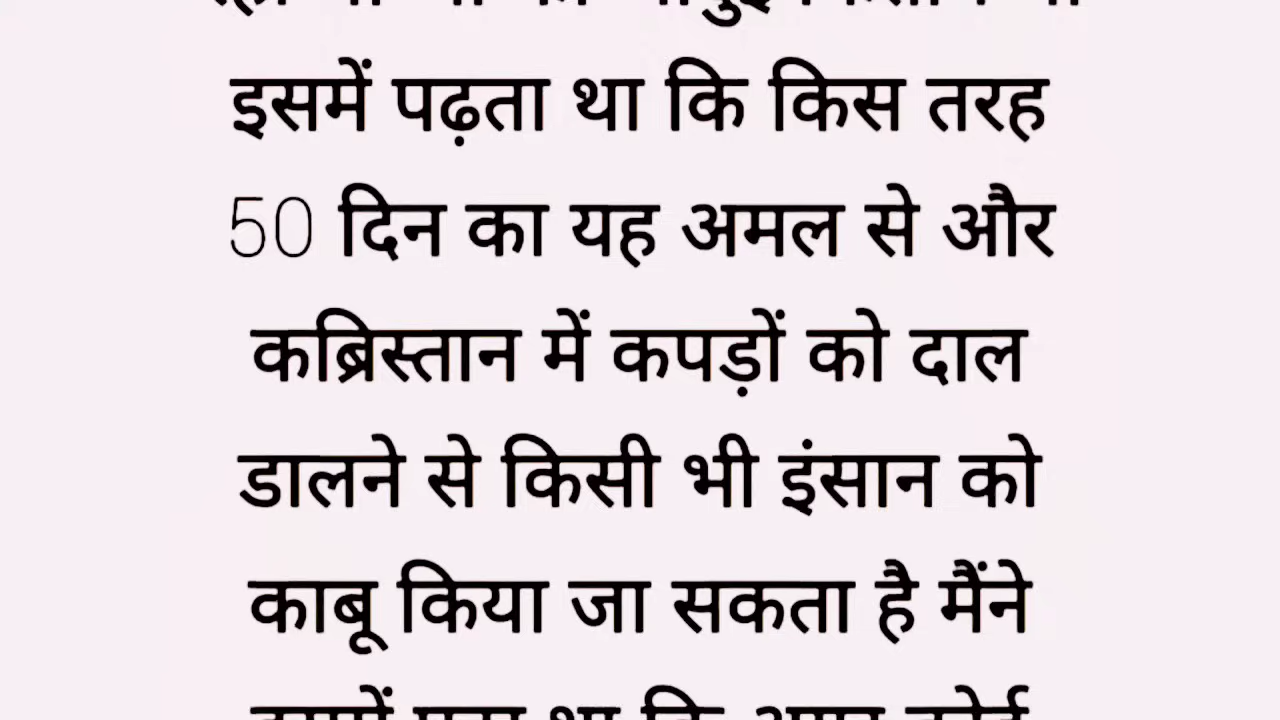 इसमें पढ़ता था कि किस तरह
50 दिन का यह अमल से और
कब्रिस्तान में कपड़ों को दाल
डालने से किसी भी इंसान को
काबू किया जा सकता है मैंने